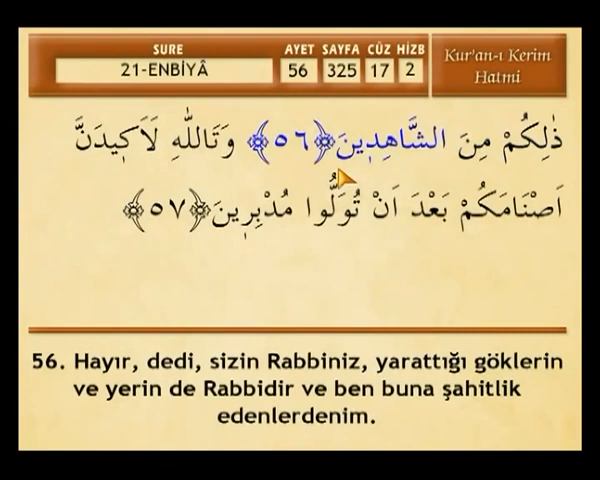 SURE AYET SAYFA CÜZ HİZB
21-ENBİYÂ 56 325 17 2
Kur'an-ı Kerim
Hatmi
ذٰلِكُمْ مِنَ الشَّاهِدٖينَ ﴿٥٦﴾ وَتَاللّٰهِ لَاَكٖيدَنَّ
اَصْنَامَكُمْ بَعْدَ اَنْ تُوَلُّوا مُدْبِرٖينَ ﴿٥٧﴾
56. Hayır, dedi, sizin Rabbiniz, yarattığı göklerin
ve yerin de Rabbidir ve ben buna şahitlik
edenlerdenim.